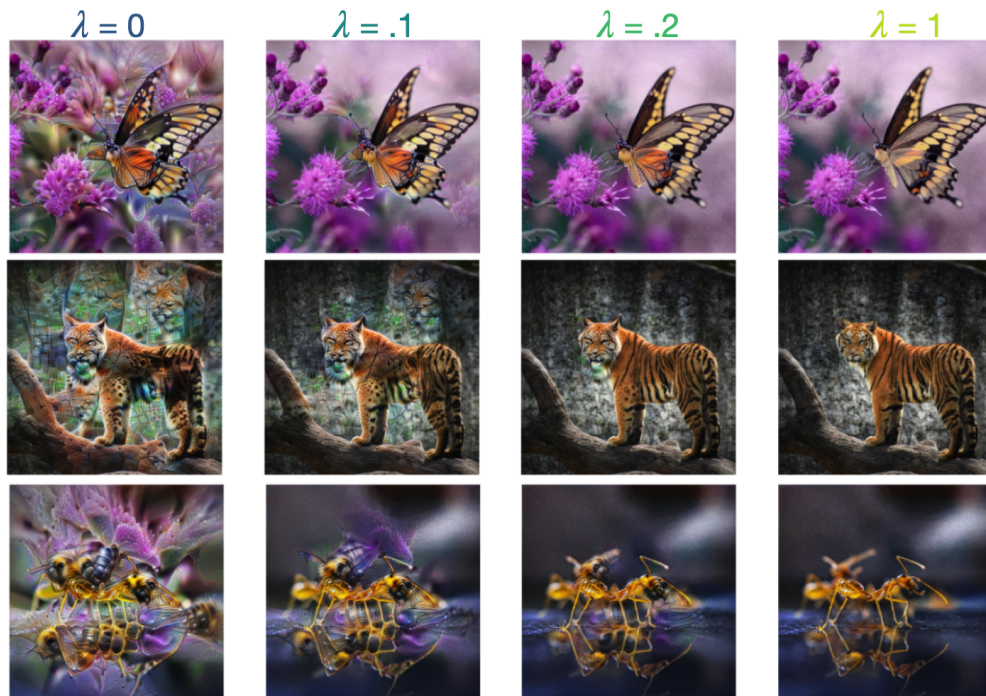 λ = 0
λ = .1
λ = .2
λ = 1